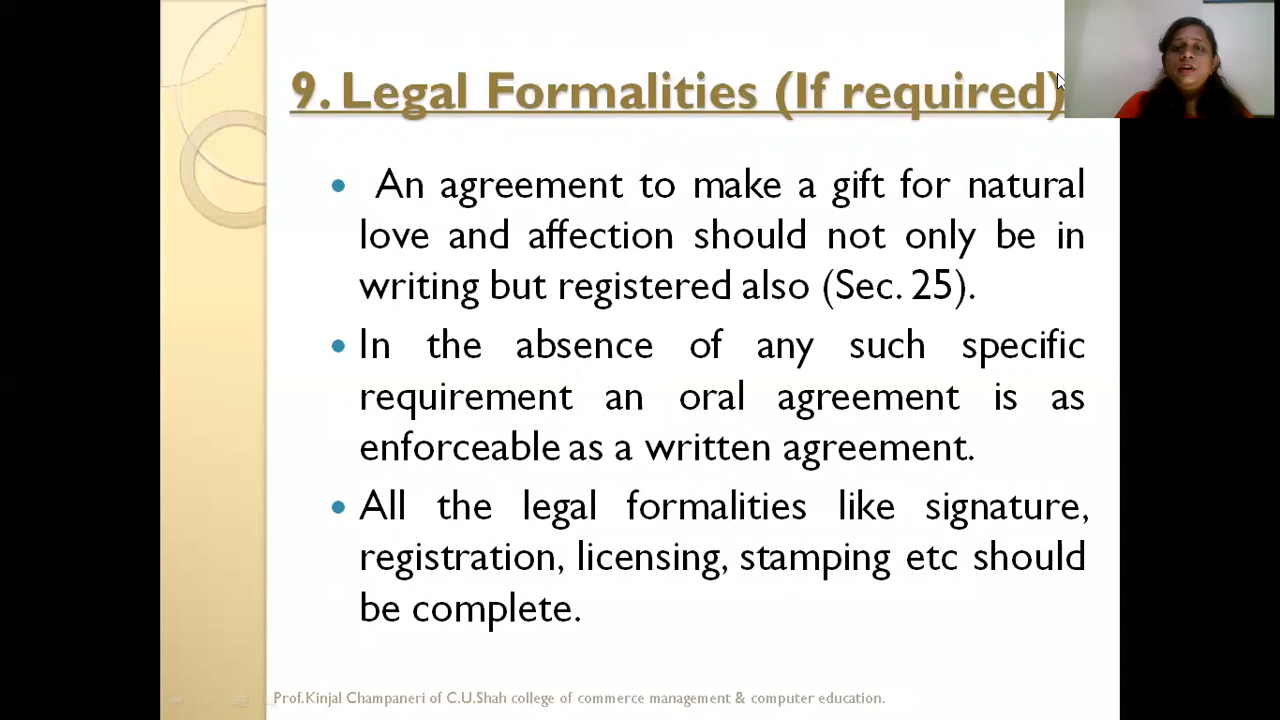 9. Legal Formalities (If required)
An agreement to make a gift for natural
love and affection should not only be in
writing but registered also (Sec. 25).
In the absence of any such specific
requirement an oral agreement is as
enforceable as a written agreement.
All the legal formalities like signature,
registration, licensing, stamping etc should
be complete.
Prof.Kinjal Champaneri of C.U.Shah college of commerce management & computer education.